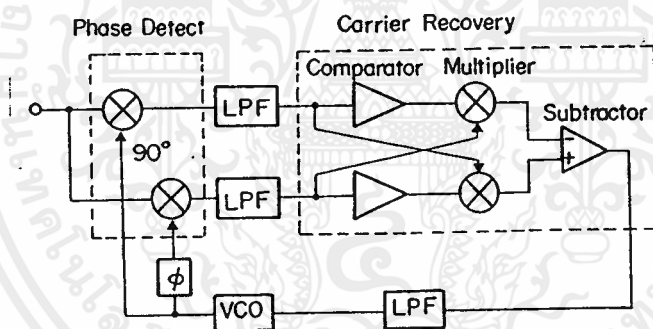 Phase Detect
Carrier Recovery
LPF
Comparator
Multiplier
Subtractor
90°
-
+
LPF
φ
VCO
LPF